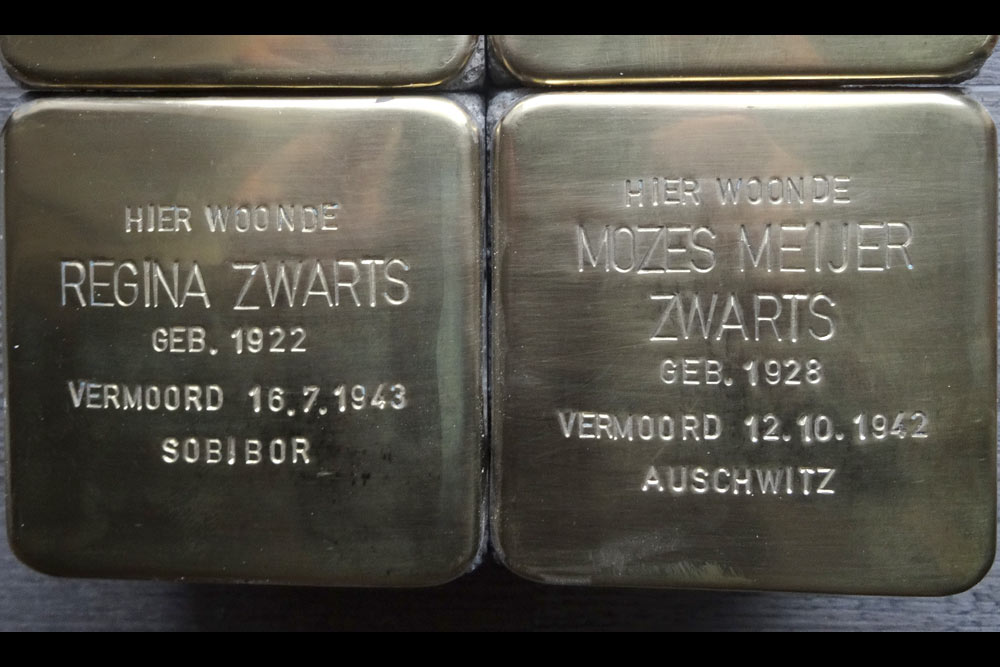 HIER WOONDE
REGINA ZWARTS
GEB. 1922
VERMOORD 16.7.1943
SOBIBOR
HIER WOONDE
MOZES MEIJER
ZWARTS
GEB. 1928
VERMOORD 12.10.1942
AUSCHWITZ